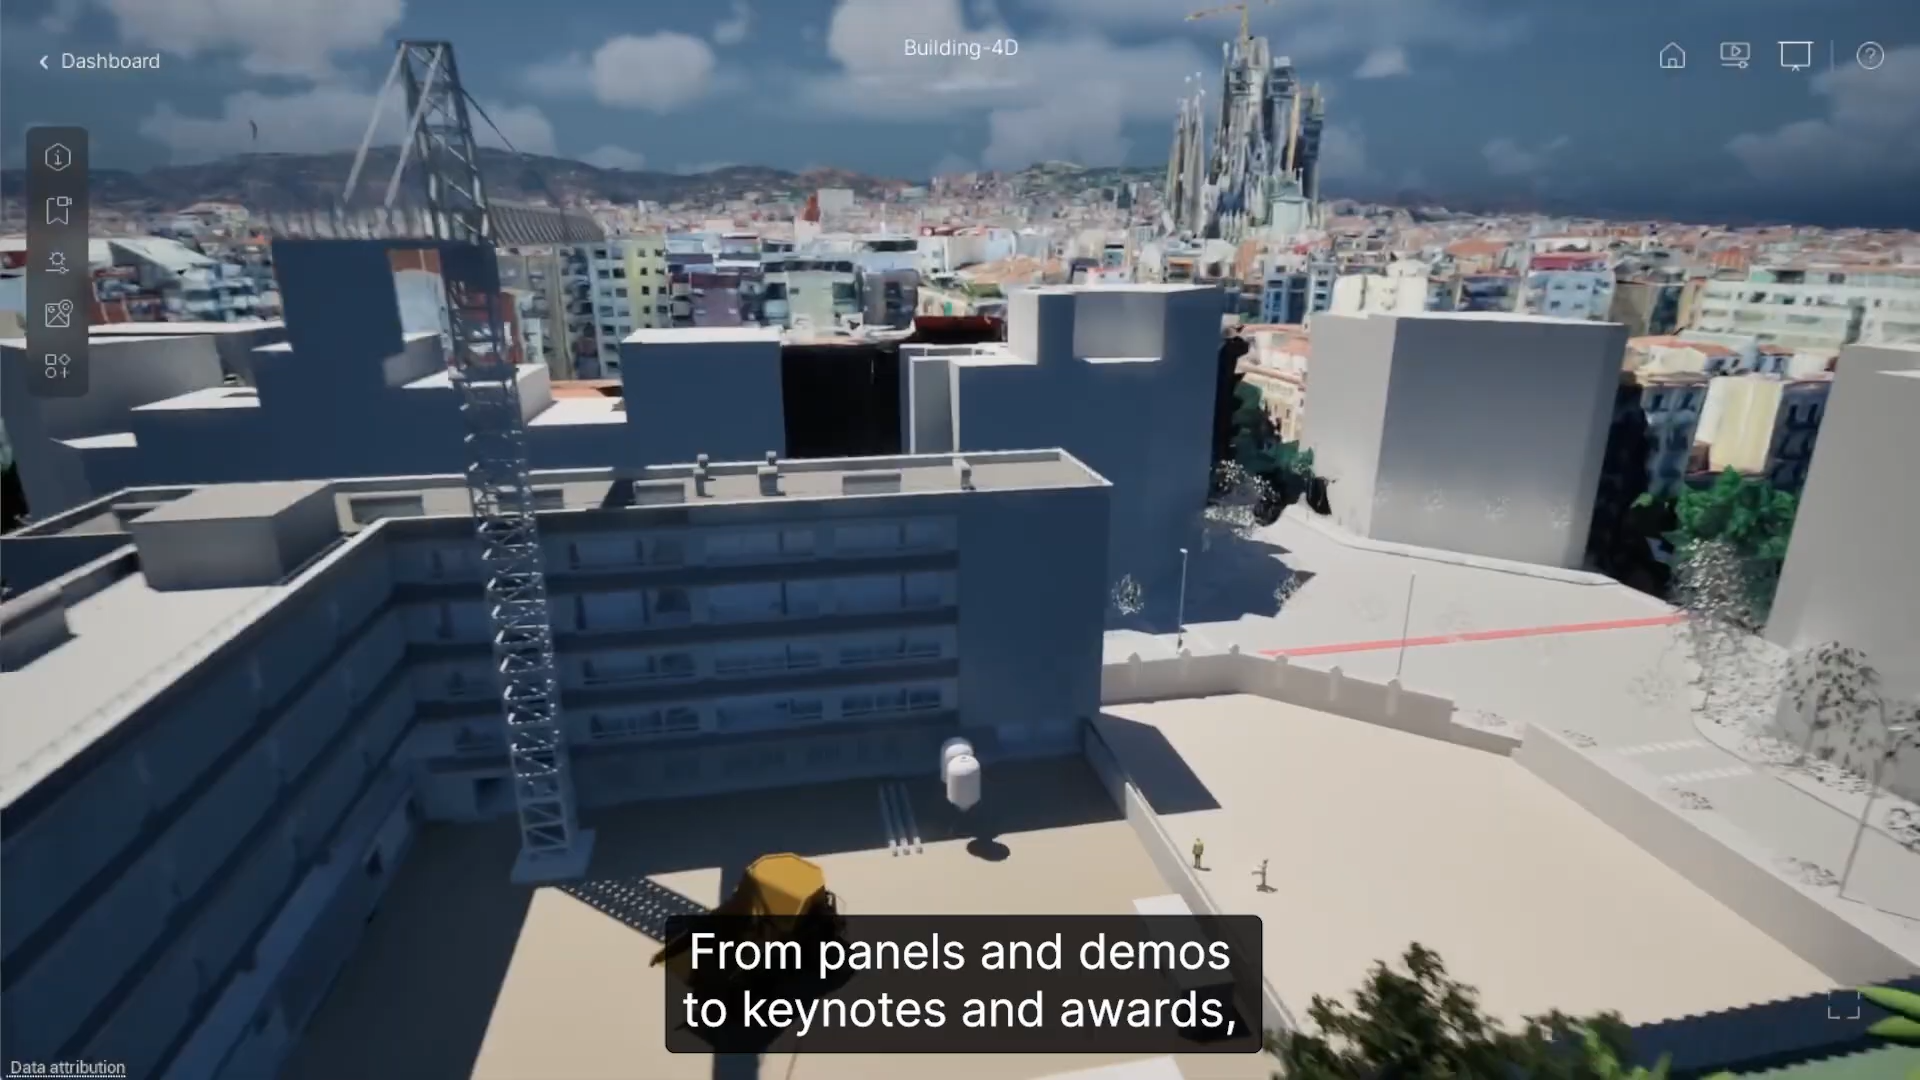 Dashboard
Building-4D
From panels and demos
to keynotes and awards,
Data attribution